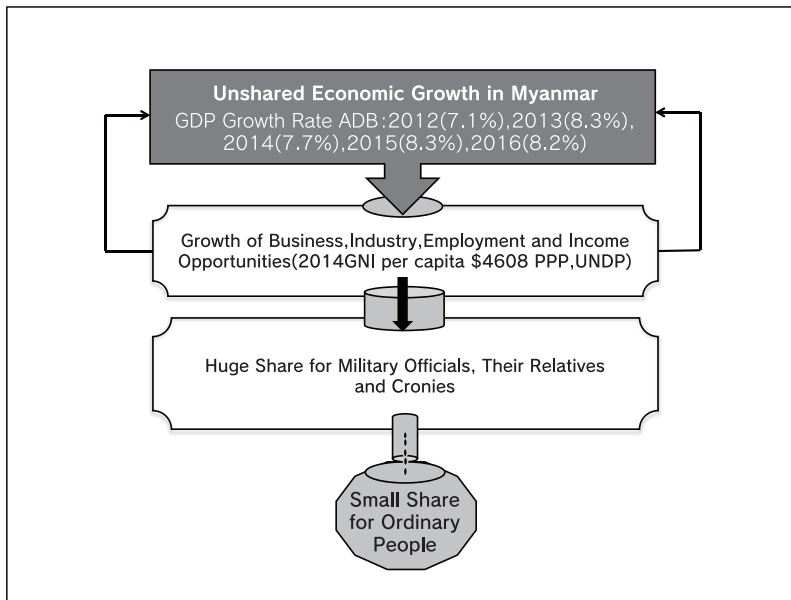 Unshared Economic Growth in Myanmar
GDP Growth Rate ADB:2012(7.1%),2013(8.3%),
2014(7.7%),2015(8.3%),2016(8.2%)
Growth of Business,Industry,Employment and Income
Opportunities(2014GNI per capita $4608 PPP,UNDP)
Huge Share for Military Officials, Their Relatives
and Cronies
Small Share
for Ordinary
People